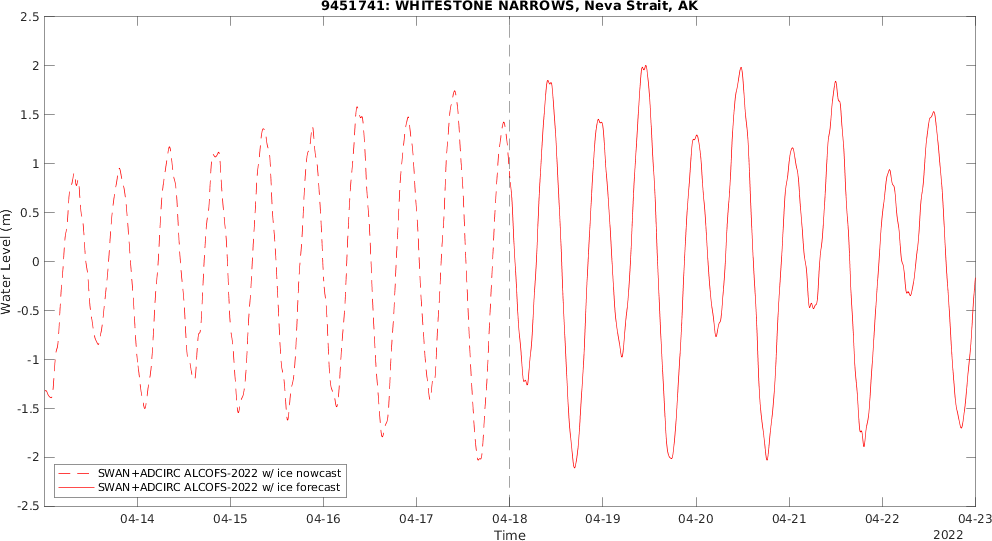 9451741: WHITESTONE NARROWS, Neva Strait, AK
2.5
2
1.5
1
0.5
0
-0.5
-1
-1.5
-2
-2.5
Water Level (m)
SWAN+ADCIRC ALCOFS-2022 w/ ice nowcast
SWAN+ADCIRC ALCOFS-2022 w/ ice forecast
04-14 04-15 04-16 04-17 04-18 04-19 04-20 04-21 04-22 04-23
Time
2022